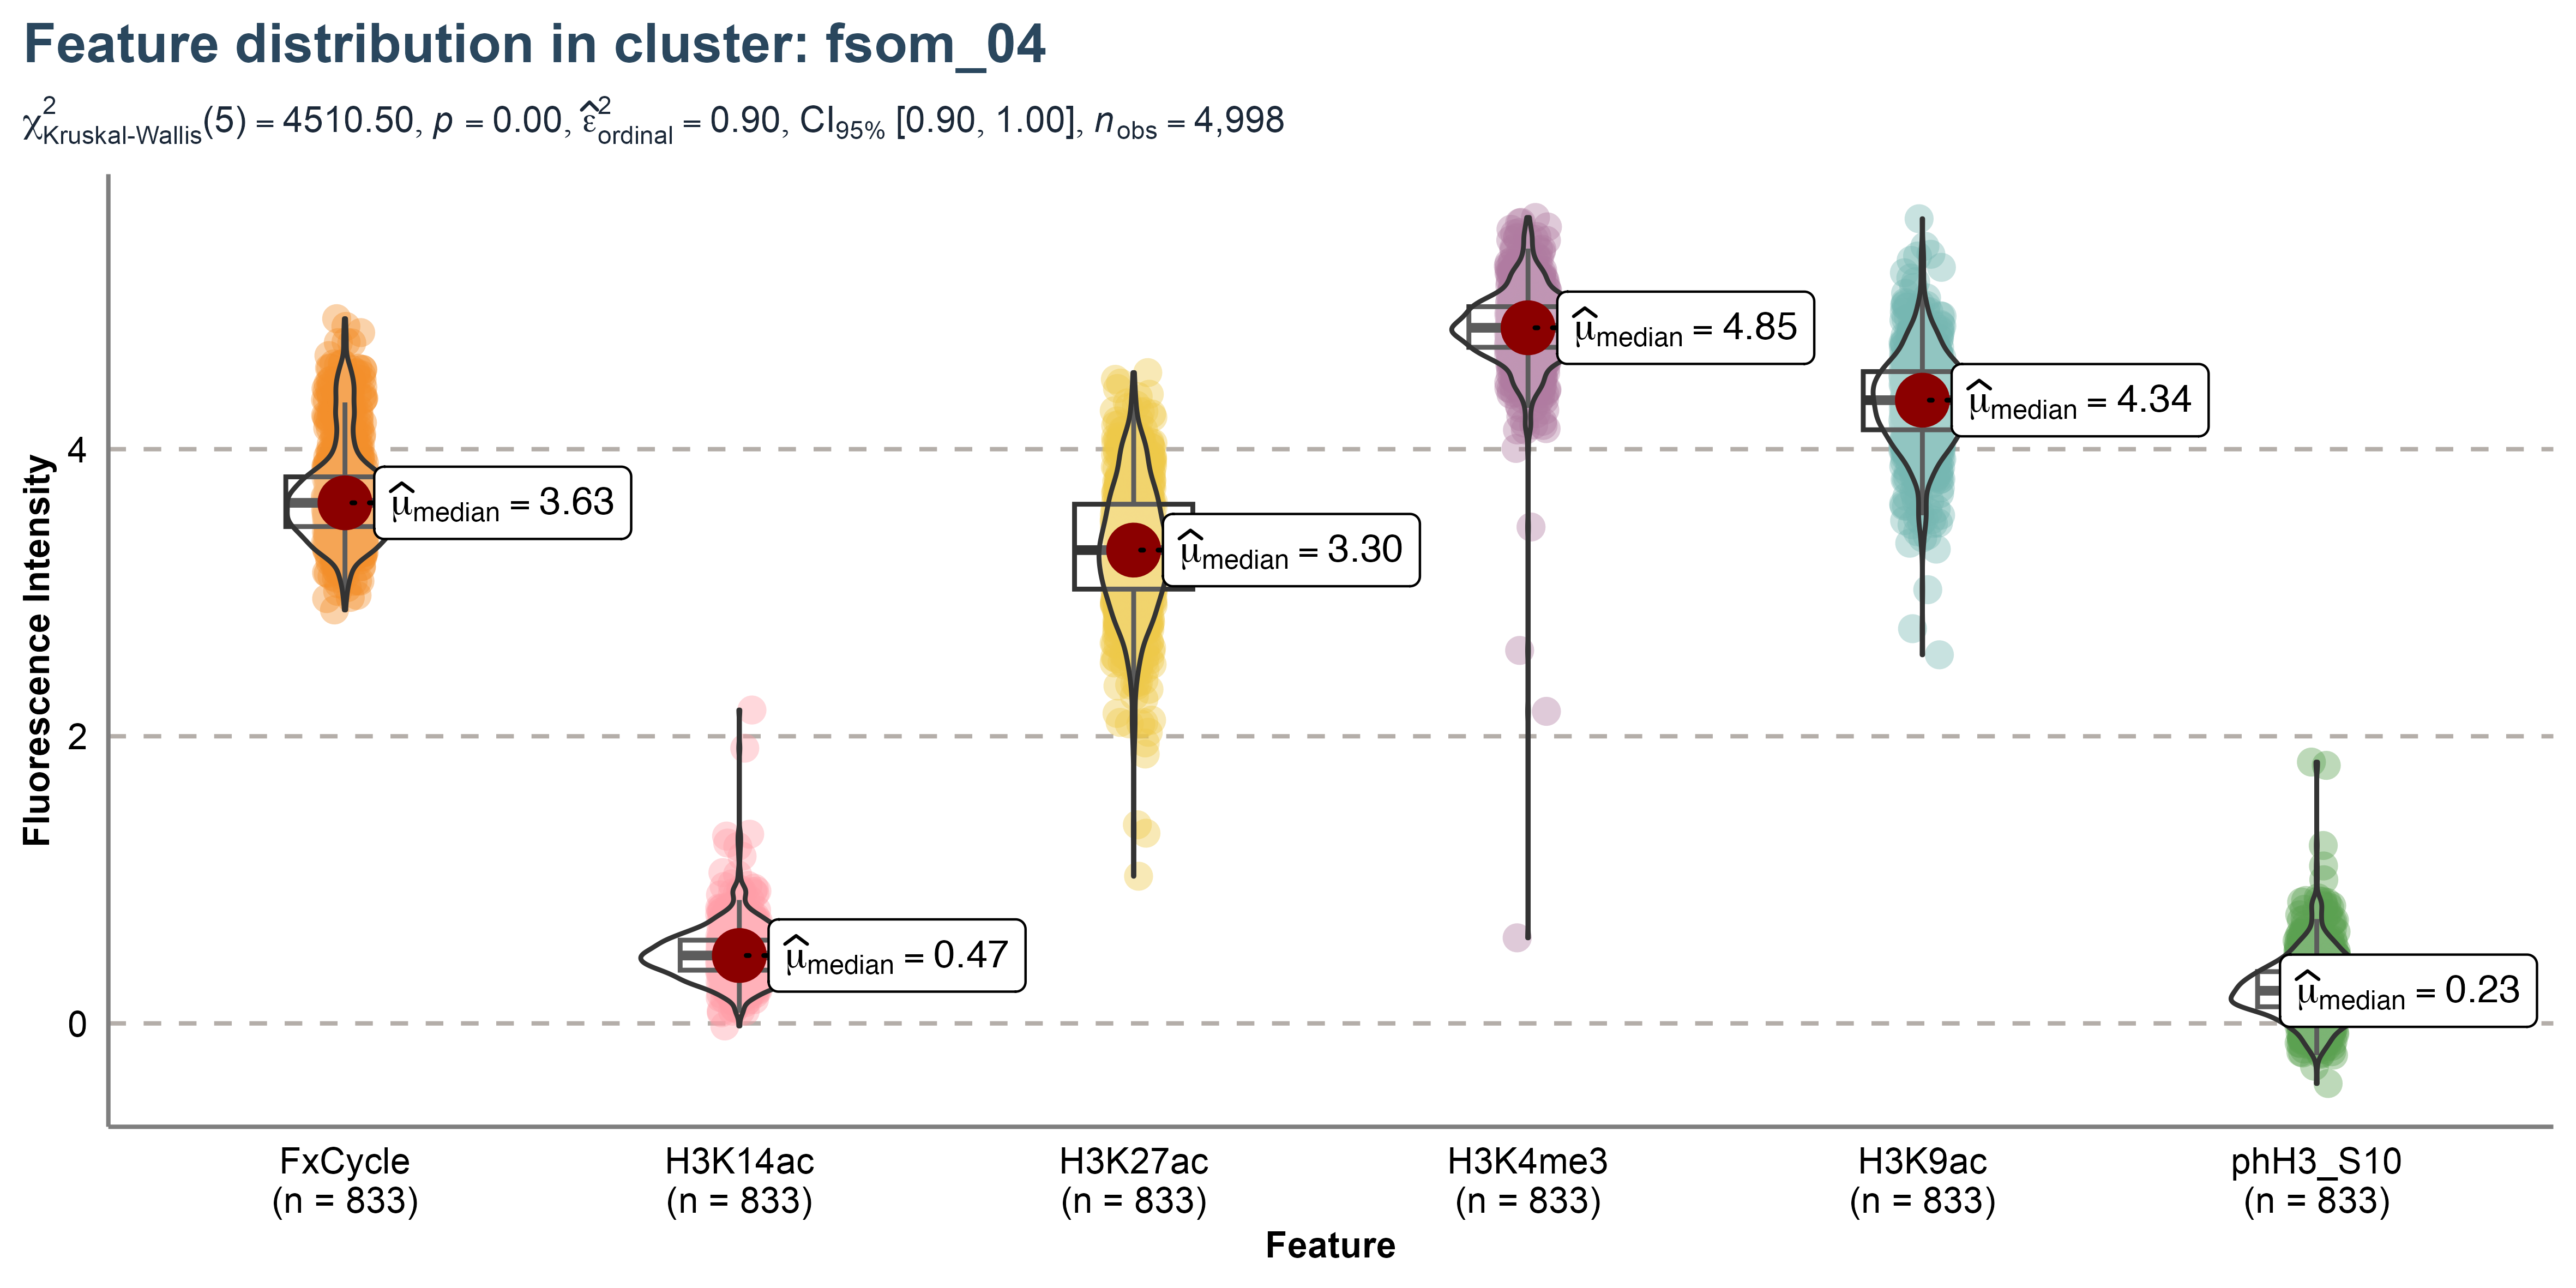 Feature distribution in cluster: fsom_04
χ²Kruskal-Wallis(5) = 4510.50, p = 0.00, ε̂²ordinal = 0.90, CI95% [0.90, 1.00], nobs = 4,998
Fluorescence Intensity
4
2
0
μ̂median = 3.63
μ̂median = 0.47
μ̂median = 3.30
μ̂median = 4.85
μ̂median = 4.34
μ̂median = 0.23
FxCycle
(n = 833)
H3K14ac
(n = 833)
H3K27ac
(n = 833)
H3K4me3
(n = 833)
H3K9ac
(n = 833)
phH3_S10
(n = 833)
Feature